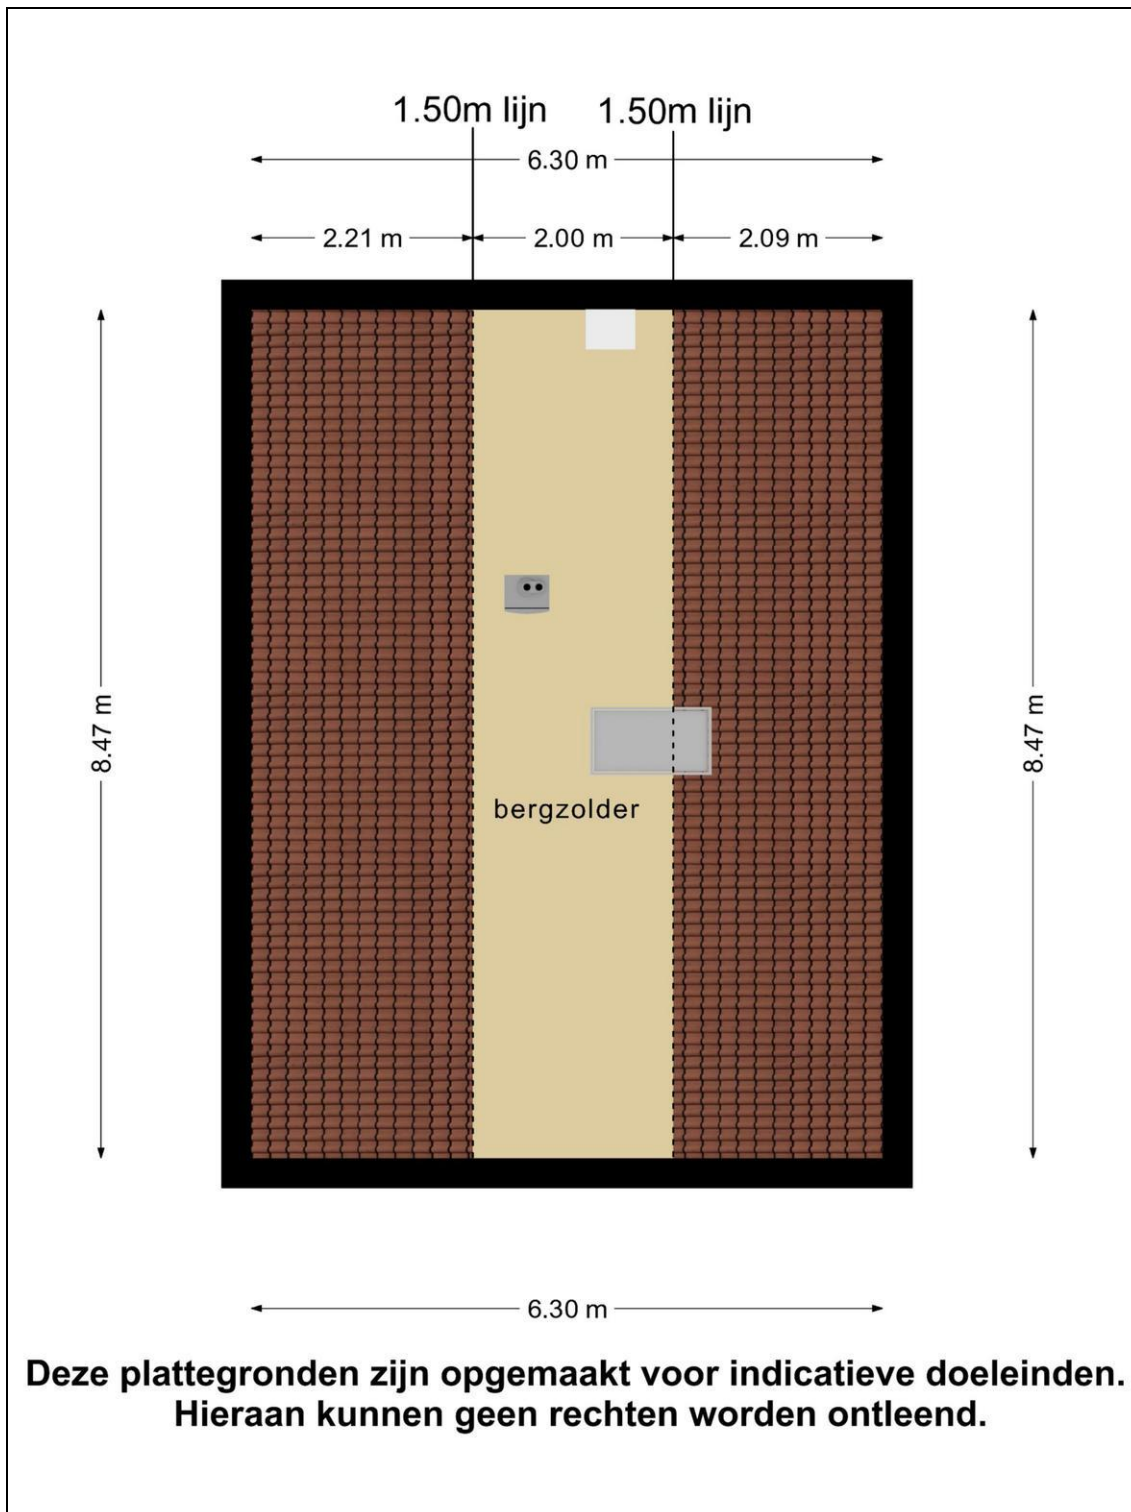 1.50m lijn 1.50m lijn
6.30 m
2.21 m 2.00 m 2.09 m
8.47 m
8.47 m
bergzolder
6.30 m
Deze plattegronden zijn opgemaakt voor indicatieve doeleinden.
Hieraan kunnen geen rechten worden ontleend.